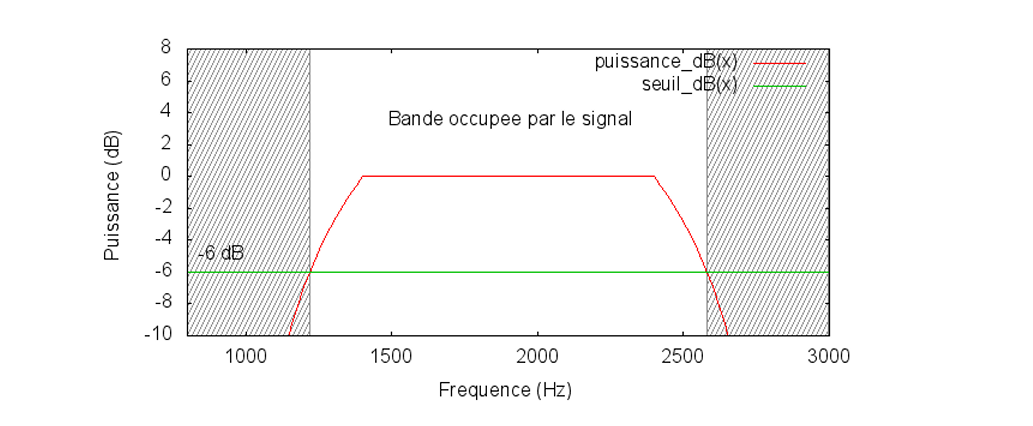 8
6
4
2
0
-2
-4
-6
-8
-10
Puissance (dB)
puissance_dB(x)
seuil_dB(x)
Bande occupee par le signal
-6 dB
1000 1500 2000 2500 3000
Frequence (Hz)